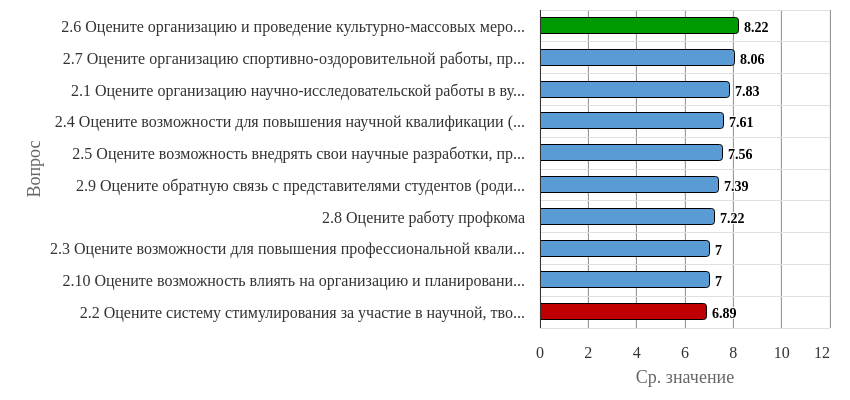 2.6 Оцените организацию и проведение культурно-массовых меро... 8.22
2.7 Оцените организацию спортивно-оздоровительной работы, пр... 8.06
2.1 Оцените организацию научно-исследовательской работы в ву... 7.83
2.4 Оцените возможности для повышения научной квалификации (... 7.61
2.5 Оцените возможность внедрять свои научные разработки, пр... 7.56
2.9 Оцените обратную связь с представителями студентов (роди... 7.39
2.8 Оцените работу профкома 7.22
2.3 Оцените возможности для повышения профессиональной квали... 7
2.10 Оцените возможность влиять на организацию и планировани... 7
2.2 Оцените систему стимулирования за участие в научной, тво... 6.89
Вопрос
0 2 4 6 8 10 12
Ср. значение